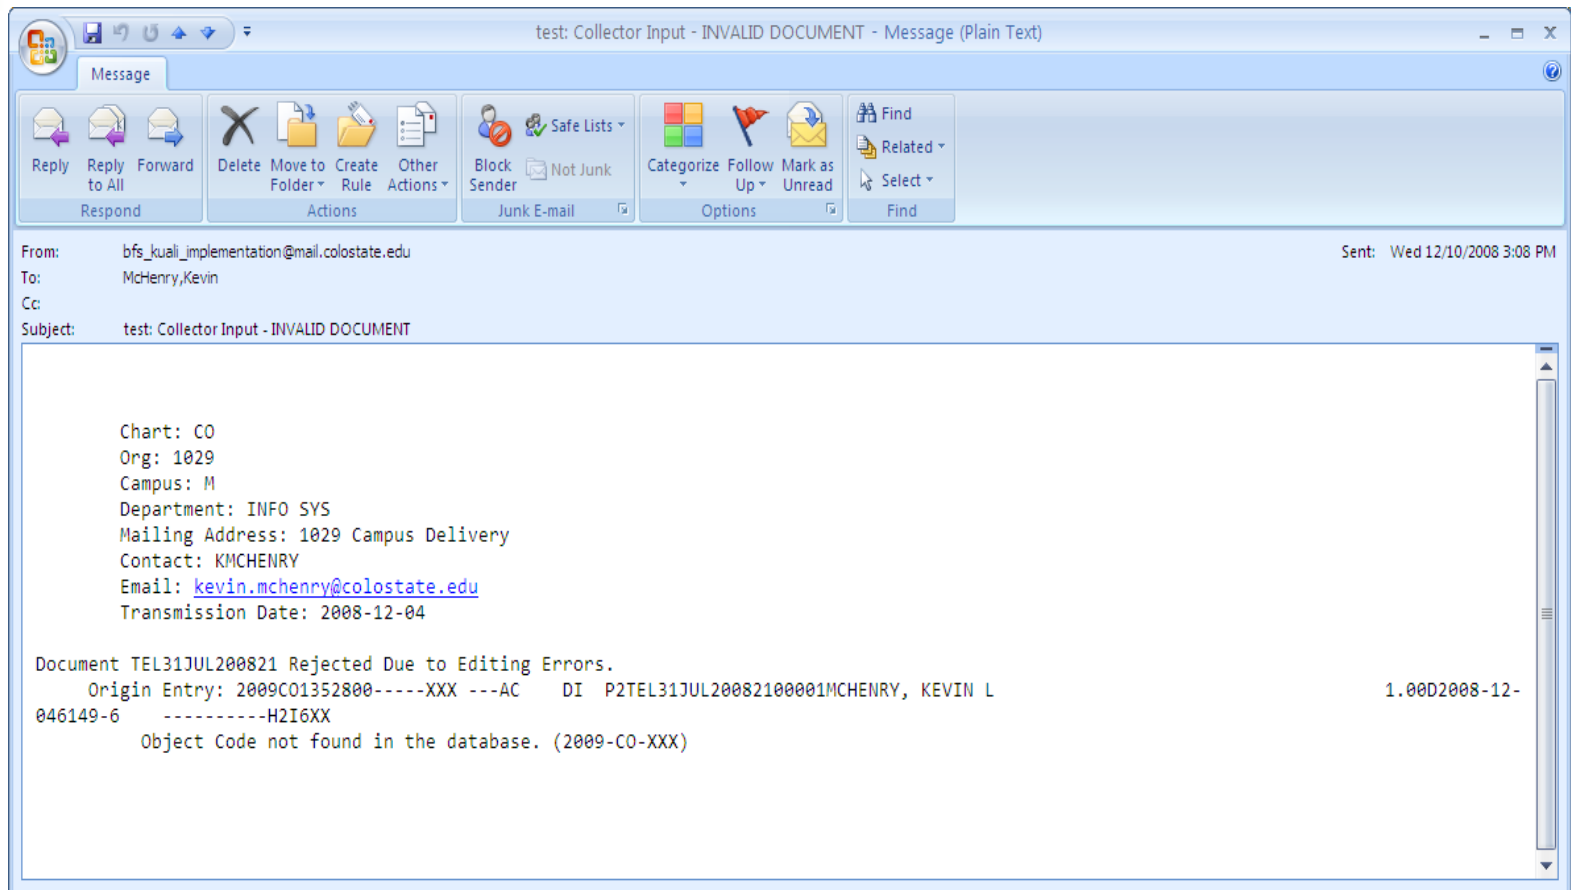 test: Collector Input - INVALID DOCUMENT - Message (Plain Text)
Message
Reply
Reply to All
Forward
Respond
Delete
Move to Folder
Create Rule
Other Actions
Actions
Block Sender
Safe Lists
Not Junk
Junk E-mail
Categorize
Follow Up
Mark as Unread
Options
Find
Related
Select
Find
From: bfs_kuali_implementation@mail.colostate.edu Sent: Wed 12/10/2008 3:08 PM
To: McHenry,Kevin
Cc:
Subject: test: Collector Input - INVALID DOCUMENT
Chart: CO
Org: 1029
Campus: M
Department: INFO SYS
Mailing Address: 1029 Campus Delivery
Contact: KMCHENRY
Email: kevin.mchenry@colostate.edu
Transmission Date: 2008-12-04
Document TEL31JUL200821 Rejected Due to Editing Errors.
Origin Entry: 2009CO1352800-----XXX ---AC    DI  P2TEL31JUL20082100001MCHENRY, KEVIN L 1.00D2008-12-
046149-6    ----------H2I6XX
Object Code not found in the database. (2009-CO-XXX)